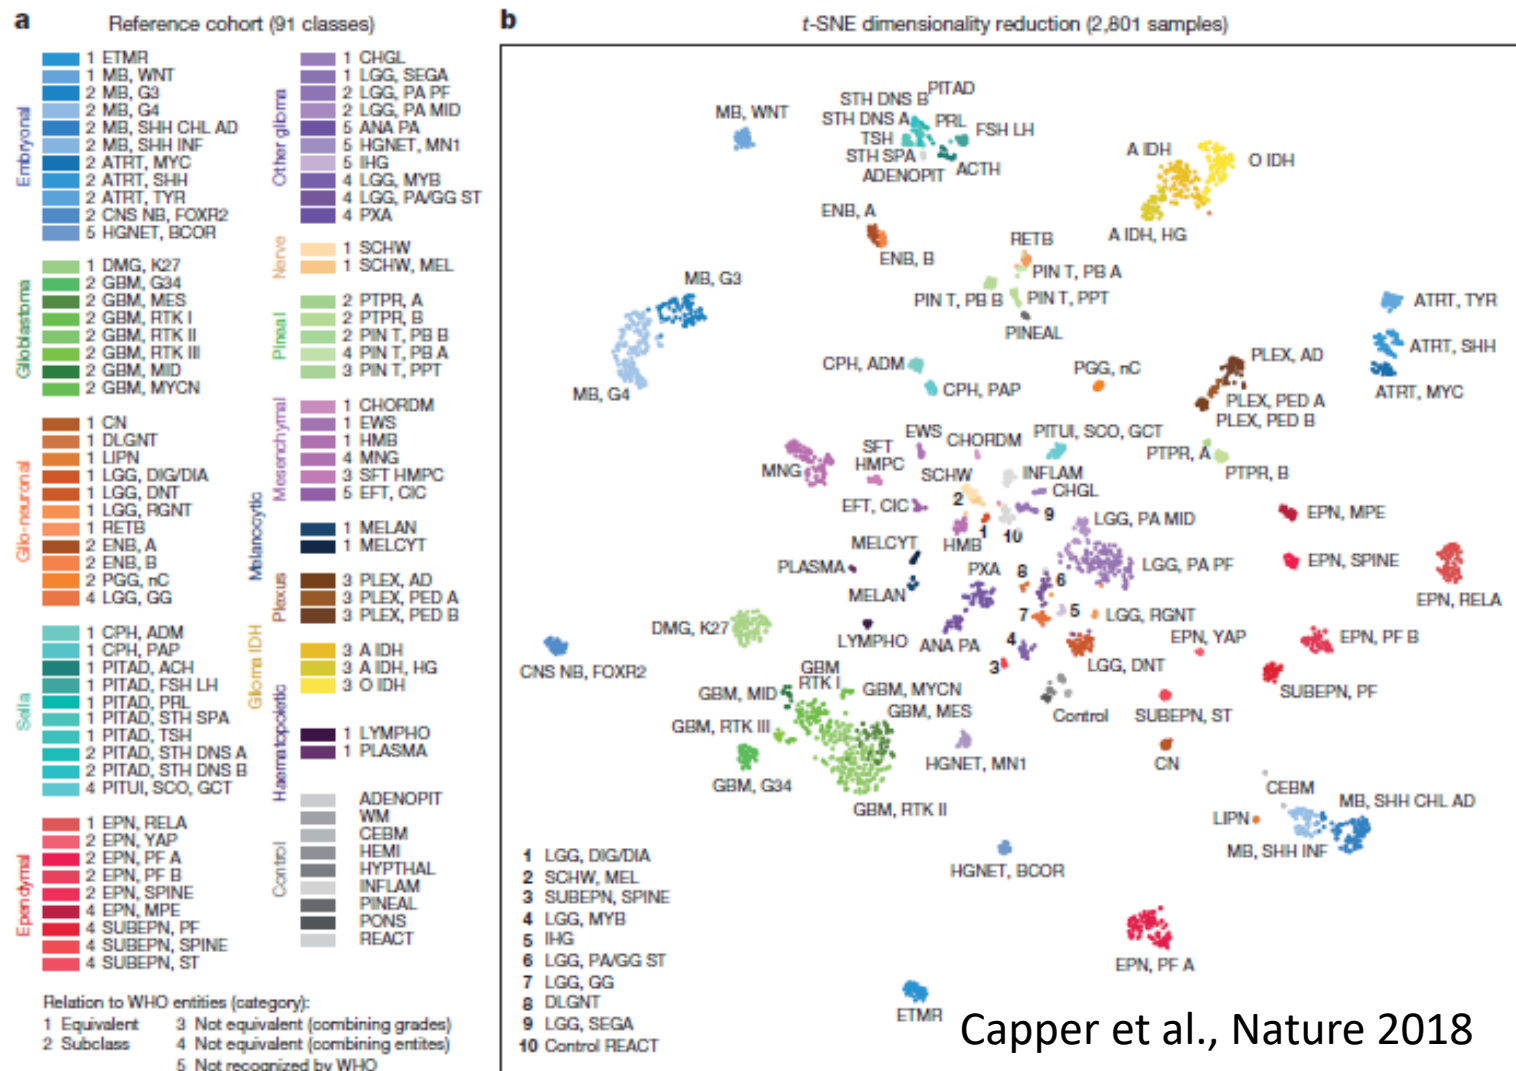 a
Reference cohort (91 classes)
Embryonal
1 ETMR
1 MB, WNT
2 MB, G3
2 MB, G4
2 MB, SHH CHL AD
2 MB, SHH INF
2 ATRT, MYC
2 ATRT, SHH
2 ATRT, TYR
2 CNS NB, FOXR2
5 HGNET, BCOR
Glioblastoma
1 DMG, K27
2 GBM, G34
2 GBM, MES
2 GBM, RTK I
2 GBM, RTK II
2 GBM, RTK III
2 GBM, MID
2 GBM, MYCN
Glio-neuronal
1 CN
1 DLGNT
1 LIPN
1 LGG, DIG/DIA
1 LGG, DNT
1 LGG, RGNT
1 RETB
2 ENB, A
2 ENB, B
2 PGG, nC
4 LGG, GG
Sella
1 CPH, ADM
1 CPH, PAP
1 PITAD, ACH
1 PITAD, FSH LH
1 PITAD, PRL
1 PITAD, STH SPA
1 PITAD, TSH
2 PITAD, STH DNS A
2 PITAD, STH DNS B
4 PITUI, SCO, GCT
Ependymal
1 EPN, RELA
2 EPN, YAP
2 EPN, PF A
2 EPN, PF B
2 EPN, SPINE
4 EPN, MPE
4 SUBEPN, PF
4 SUBEPN, SPINE
4 SUBEPN, ST
Other glioma
1 CHGL
1 LGG, SEGA
2 LGG, PA PF
2 LGG, PA MID
5 ANA PA
5 HGNET, MN1
5 IHG
4 LGG, MYB
4 LGG, PA/GG ST
4 PXA
Nerve
1 SCHW
1 SCHW, MEL
Pineal
2 PTPR, A
2 PTPR, B
2 PIN T, PB B
4 PIN T, PB A
3 PIN T, PPT
Mesenchymal
1 CHORDM
1 EWS
1 HMB
4 MNG
3 SFT HMPC
5 EFT, CIC
Melanocytic
1 MELAN
1 MELCYT
Plexus
3 PLEX, AD
3 PLEX, PED A
3 PLEX, PED B
Glioma IDH
3 A IDH
3 A IDH, HG
3 O IDH
Haematopoietic
1 LYMPHO
1 PLASMA
Control
ADENOPIT
WM
CEBM
HEMI
HYPTHAL
INFLAM
PINEAL
PONS
REACT
Relation to WHO entities (category):
1 Equivalent
2 Subclass
3 Not equivalent (combining grades)
4 Not equivalent (combining entites)
5 Not recognized by WHO
b
t-SNE dimensionality reduction (2,801 samples)
MB, WNT
STH DNS B
PITAD
STH DNS A
PRL
TSH
FSH LH
STH SPA
ACTH
ADENOPIT
A IDH
O IDH
A IDH, HG
ENB, A
ENB, B
RETB
PIN T, PB A
PIN T, PB B
PIN T, PPT
PINEAL
MB, G3
MB, G4
ATRT, TYR
ATRT, SHH
ATRT, MYC
CPH, ADM
CPH, PAP
PGG, nC
PLEX, AD
PLEX, PED A
PLEX, PED B
PTPR, A
PTPR, B
EWS
CHORDM
PITUI, SCO, GCT
SFT
HMPC
MNG
SCHW
INFLAM
CHGL
2
9
EFT, CIC
1
10
HMB
LGG, PA MID
LGG, PA PF
EPN, MPE
EPN, SPINE
EPN, RELA
MELCYT
PLASMA
MELAN
PXA
8
6
7
5
LGG, RGNT
DMG, K27
LYMPHO
ANA PA
4
3
LGG, DNT
EPN, YAP
EPN, PF B
SUBEPN, PF
CNS NB, FOXR2
GBM
RTK I
GBM, MID
GBM, MYCN
GBM, MES
GBM, RTK III
GBM, G34
GBM, RTK II
Control
SUBEPN, ST
HGNET, MN1
CN
CEBM
LIPN
MB, SHH CHL AD
MB, SHH INF
HGNET, BCOR
EPN, PF A
ETMR
1 LGG, DIG/DIA
2 SCHW, MEL
3 SUBEPN, SPINE
4 LGG, MYB
5 IHG
6 LGG, PA/GG ST
7 LGG, GG
8 DLGNT
9 LGG, SEGA
10 Control REACT
Capper et al., Nature 2018